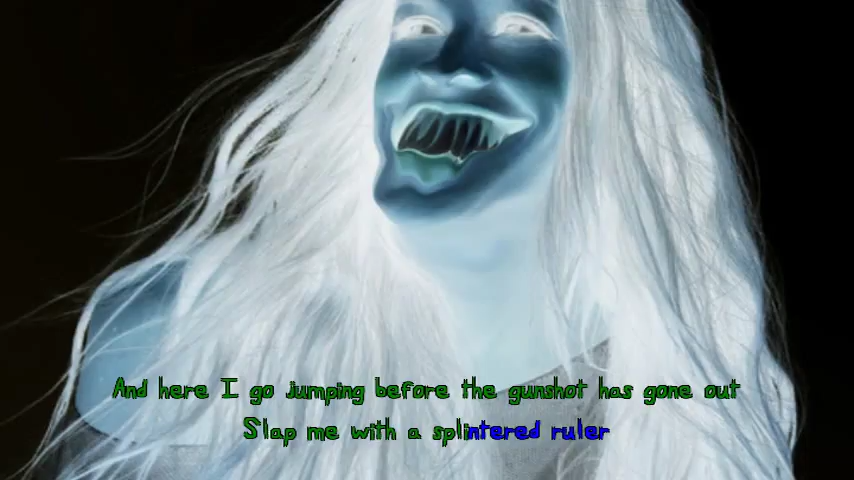 And here I go jumping before the gunshot has gone out
Slap me with a splintered ruler